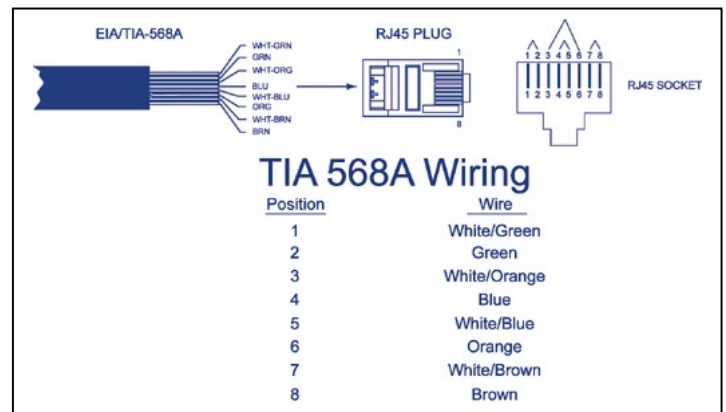 EIA/TIA-568A
RJ45 PLUG
WHT-GRN
GRN
WHT-ORG
BLU
WHT-BLU
ORG
WHT-BRN
BRN
1
8
1 2 3 4 5 6 7 8
1 2 3 4 5 6 7 8
RJ45 SOCKET
TIA 568A Wiring
Position Wire
1 White/Green
2 Green
3 White/Orange
4 Blue
5 White/Blue
6 Orange
7 White/Brown
8 Brown